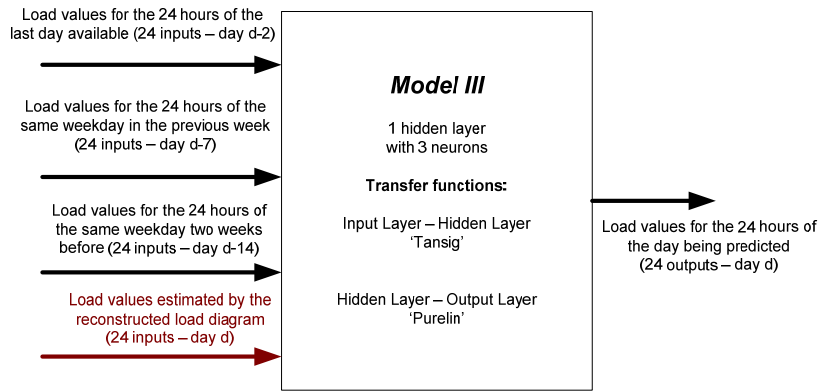 Load values for the 24 hours of the
last day available (24 inputs – day d-2)
Load values for the 24 hours of the
same weekday in the previous week
(24 inputs – day d-7)
Load values for the 24 hours of
the same weekday two weeks
before (24 inputs – day d-14)
Load values estimated by the
reconstructed load diagram
(24 inputs – day d)
Model III
1 hidden layer
with 3 neurons
Transfer functions:
Input Layer – Hidden Layer
‘Tansig’
Hidden Layer – Output Layer
‘Purelin’
Load values for the 24 hours of
the day being predicted
(24 outputs – day d)